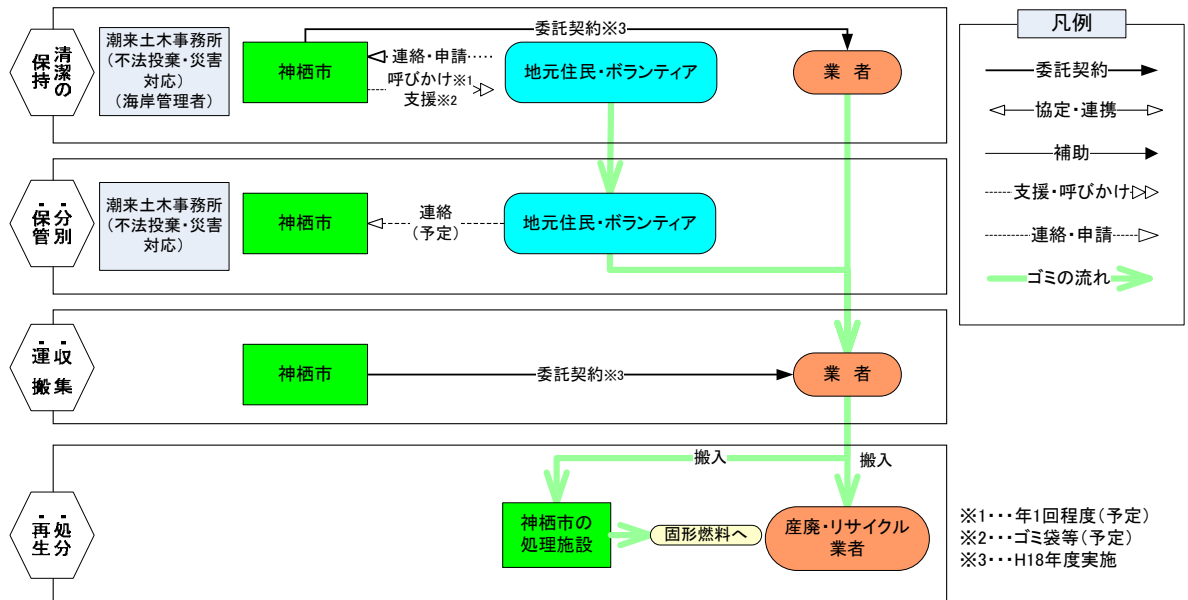 清潔の
保持
潮来土木事務所
(不法投棄・災害
対応)
(海岸管理者)
神栖市
委託契約※3
連絡・申請
呼びかけ※1
支援※2
地元住民・ボランティア
業 者
分別・
保管・
潮来土木事務所
(不法投棄・災害
対応)
神栖市
連絡
(予定)
地元住民・ボランティア
収集・
運搬・
神栖市
委託契約※3
業 者
処分・
再生・
搬入
搬入
神栖市の
処理施設
固形燃料へ
産廃・リサイクル
業者
凡例
委託契約
協定・連携
補助
支援・呼びかけ
連絡・申請
ゴミの流れ
※1・・・年1回程度(予定)
※2・・・ゴミ袋等(予定)
※3・・・H18年度実施